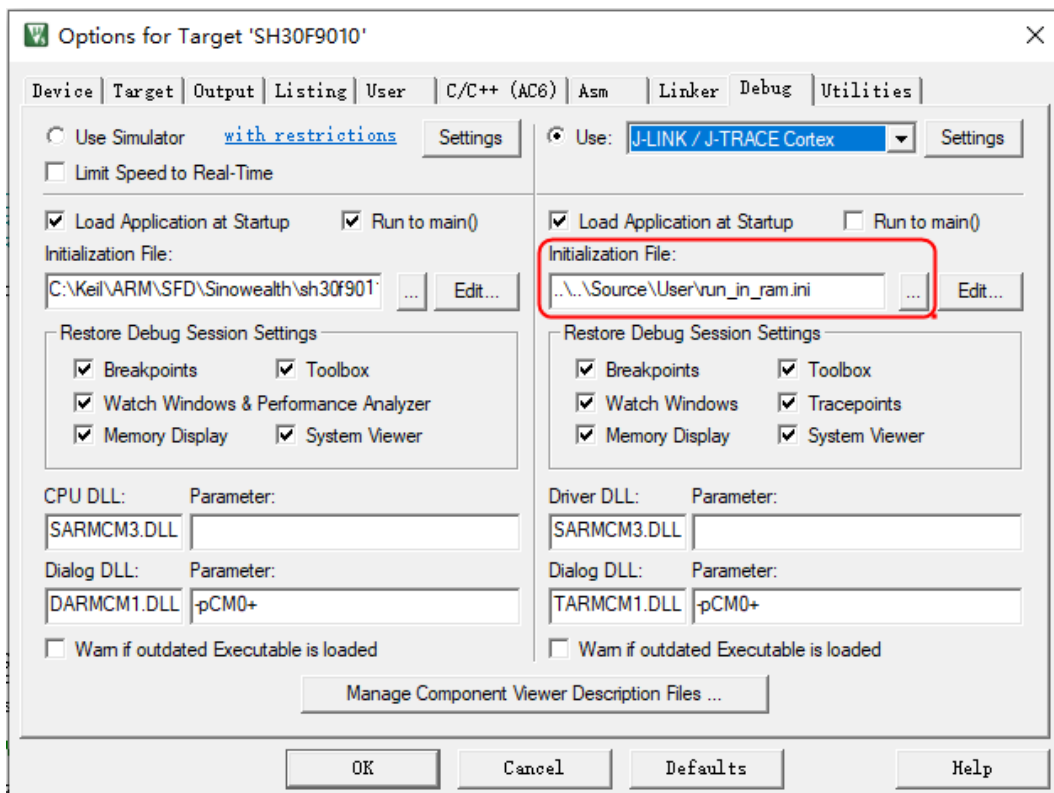 Options for Target 'SH30F9010'
Device Target Output Listing User C/C++ (AC6) Asm Linker Debug Utilities
Use Simulator with restrictions Settings
Limit Speed to Real-Time
Use: J-LINK / J-TRACE Cortex Settings
Load Application at Startup Run to main()
Initialization File:
C:\Keil\ARM\SFD\Sinowealth\sh30f901 ... Edit...
Load Application at Startup Run to main()
Initialization File:
..\..\Source\User\run_in_ram.ini ... Edit...
Restore Debug Session Settings
Breakpoints Toolbox
Watch Windows & Performance Analyzer
Memory Display System Viewer
Restore Debug Session Settings
Breakpoints Toolbox
Watch Windows Tracepoints
Memory Display System Viewer
CPU DLL: Parameter:
SARMCM3.DLL
Dialog DLL: Parameter:
DARMCM1.DLL -pCM0+
Warn if outdated Executable is loaded
Driver DLL: Parameter:
SARMCM3.DLL
Dialog DLL: Parameter:
TARMCM1.DLL -pCM0+
Warn if outdated Executable is loaded
Manage Component Viewer Description Files ...
OK Cancel Defaults Help